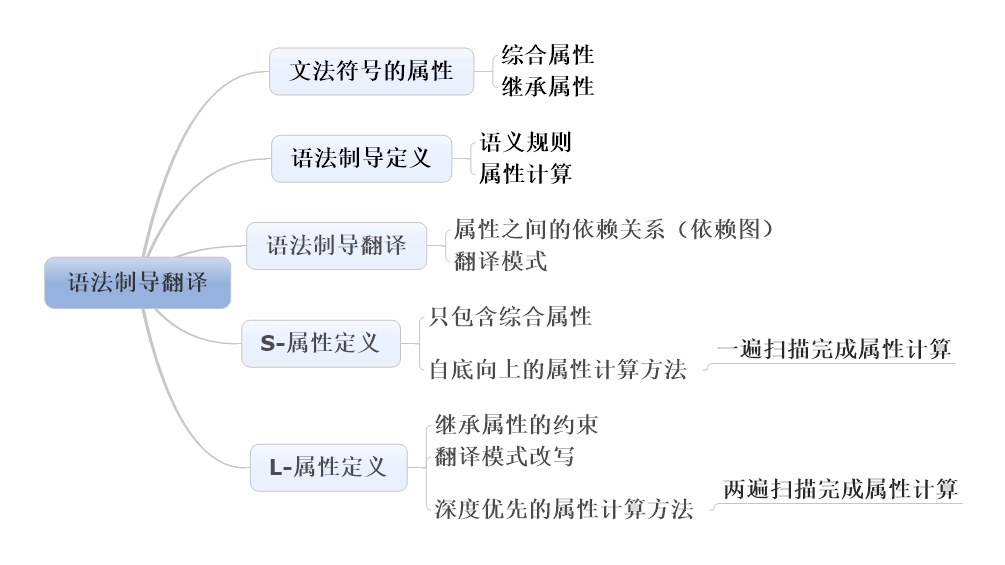 文法符号的属性
综合属性
继承属性
语法制导定义
语义规则
属性计算
语法制导翻译
语法制导翻译
属性之间的依赖关系（依赖图）
翻译模式
S-属性定义
只包含综合属性
自底向上的属性计算方法
一遍扫描完成属性计算
L-属性定义
继承属性的约束
翻译模式改写
深度优先的属性计算方法
两遍扫描完成属性计算